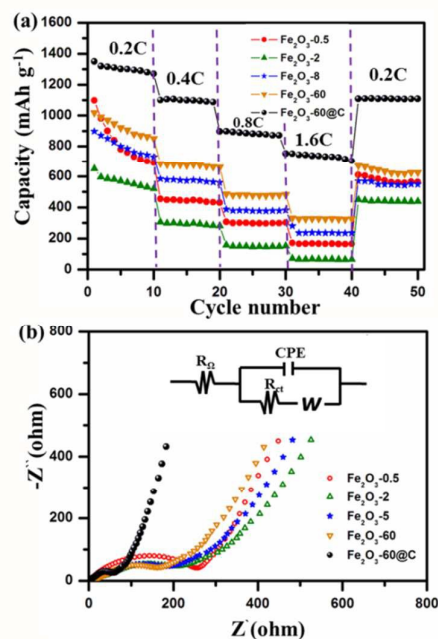 (a)
Capacity (mAh g⁻¹)
1600
1400
1200
1000
800
600
400
200
0
0.2C
0.4C
0.8C
1.6C
0.2C
Fe₂O₃-0.5
Fe₂O₃-2
Fe₂O₃-8
Fe₂O₃-60
Fe₂O₃-60@C
0 10 20 30 40 50
Cycle number
(b)
-Z`` (ohm)
800
600
400
200
0
R_Ω
CPE
R_ct
W
Fe₂O₃-0.5
Fe₂O₃-2
Fe₂O₃-5
Fe₂O₃-60
Fe₂O₃-60@C
0 200 400 600 800
Z` (ohm)